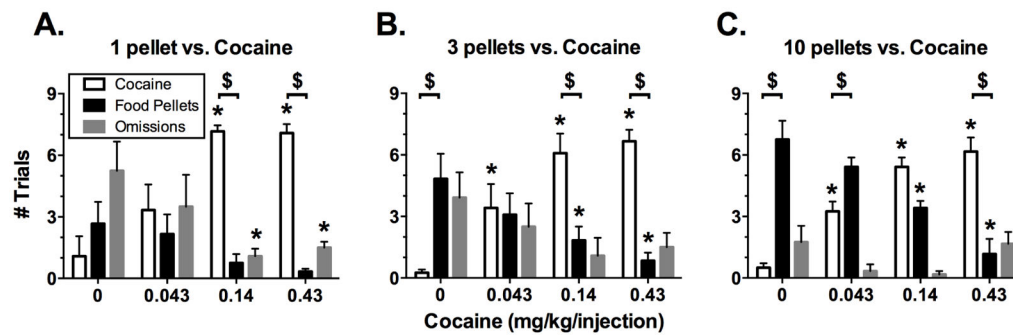 A.
1 pellet vs. Cocaine
B.
3 pellets vs. Cocaine
C.
10 pellets vs. Cocaine
Cocaine
Food Pellets
Omissions
# Trials
9
6
3
0
$ $
* * * *
0 0.043 0.14 0.43
9
6
3
0
$ $ $
* * * * *
0 0.043 0.14 0.43
9
6
3
0
$ $ $
* * * * *
0 0.043 0.14 0.43
Cocaine (mg/kg/injection)